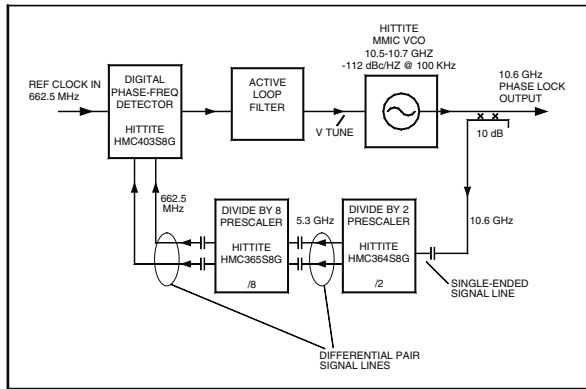 HITTITE
MMIC VCO
10.5-10.7 GHZ
-112 dBc/HZ @ 100 KHz
REF CLOCK IN
662.5 MHz
DIGITAL
PHASE-FREQ
DETECTOR
HITTITE
HMC403S8G
ACTIVE
LOOP
FILTER
V TUNE
10.6 GHz
PHASE LOCK
OUTPUT
10 dB
662.5
MHz
DIVIDE BY 8
PRESCALER
HITTITE
HMC365S8G
/8
5.3 GHz
DIVIDE BY 2
PRESCALER
HITTITE
HMC364S8G
/2
10.6 GHz
SINGLE-ENDED
SIGNAL LINE
DIFFERENTIAL PAIR
SIGNAL LINES